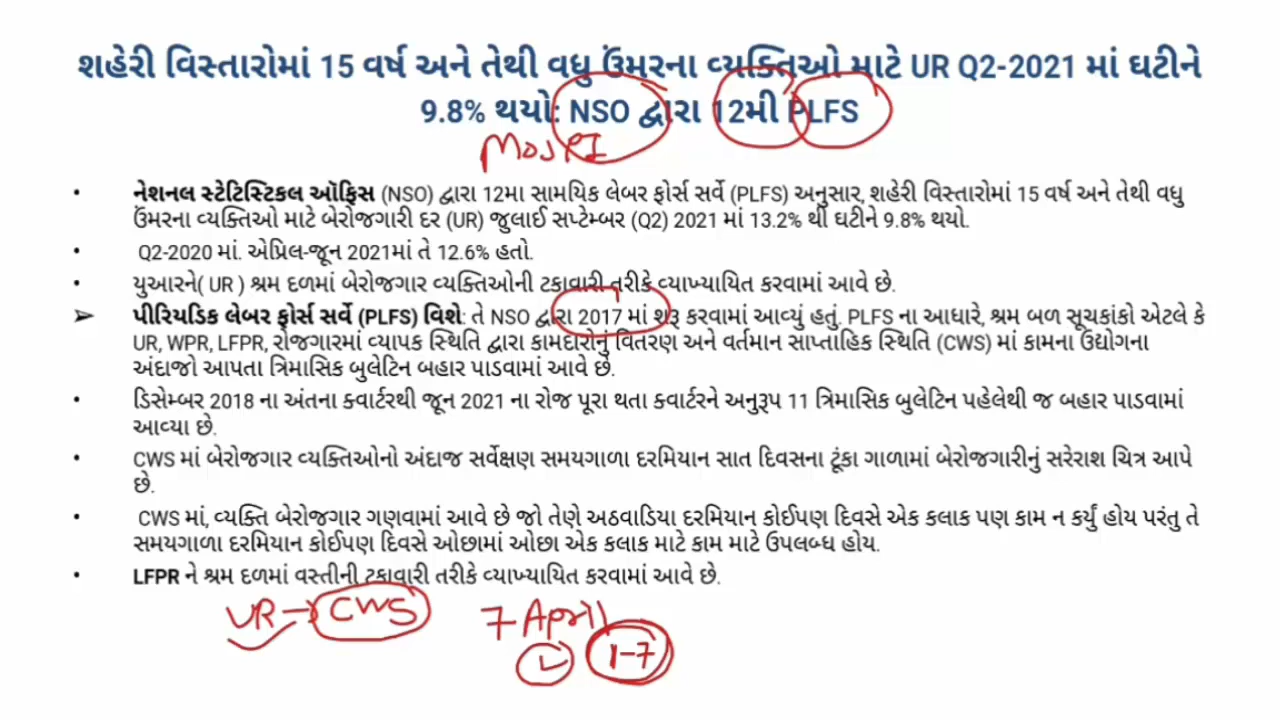 શહેરી વિસ્તારોમાં 15 વર્ષ અને તેથી વધુ ઉંમરના વ્યક્તિઓ માટે UR Q2-2021 માં ઘટીને
9.8% થયો: NSO દ્વારા 12મી PLFS
MOSPI
• નેશનલ સ્ટેટિસ્ટિકલ ઑફિસ (NSO) દ્વારા 12મા સામયિક લેબર ફોર્સ સર્વે (PLFS) અનુસાર, શહેરી વિસ્તારોમાં 15 વર્ષ અને તેથી વધુ
ઉંમરના વ્યક્તિઓ માટે બેરોજગારી દર (UR) જુલાઈ સપ્ટેમ્બર (Q2) 2021 માં 13.2% થી ઘટીને 9.8% થયો.
• Q2-2020 માં. એપ્રિલ-જૂન 2021માં તે 12.6% હતો.
• યુઆરને( UR ) શ્રમ દળમાં બેરોજગાર વ્યક્તિઓની ટકાવારી તરીકે વ્યાખ્યાયિત કરવામાં આવે છે.
➢ પીરિયડિક લેબર ફોર્સ સર્વે (PLFS) વિશે: તે NSO દ્વારા 2017 માં શરૂ કરવામાં આવ્યું હતું. PLFS ના આધારે, શ્રમ બળ સૂચકાંકો એટલે કે
UR, WPR, LFPR, રોજગારમાં વ્યાપક સ્થિતિ દ્વારા કામદારોનું વિતરણ અને વર્તમાન સાપ્તાહિક સ્થિતિ (CWS) માં કામના ઉદ્યોગના
અંદાજો આપતા ત્રિમાસિક બુલેટિન બહાર પાડવામાં આવે છે.
• ડિસેમ્બર 2018 ના અંતના ક્વાર્ટરથી જૂન 2021 ના રોજ પૂરા થતા ક્વાર્ટરને અનુરૂપ 11 ત્રિમાસિક બુલેટિન પહેલેથી જ બહાર પાડવામાં
આવ્યા છે.
• CWS માં બેરોજગાર વ્યક્તિઓનો અંદાજ સર્વેક્ષણ સમયગાળા દરમિયાન સાત દિવસના ટૂંકા ગાળામાં બેરોજગારીનું સરેરાશ ચિત્ર આપે
છે.
• CWS માં, વ્યક્તિ બેરોજગાર ગણવામાં આવે છે જો તેણે અઠવાડિયા દરમિયાન કોઈપણ દિવસે એક કલાક પણ કામ ન કર્યું હોય પરંતુ તે
સમયગાળા દરમિયાન કોઈપણ દિવસે ઓછામાં ઓછા એક કલાક માટે કામ માટે ઉપલબ્ધ હોય.
• LFPR ને શ્રમ દળમાં વસ્તીની ટકાવારી તરીકે વ્યાખ્યાયિત કરવામાં આવે છે.
UR → CWS 7 April
1-7